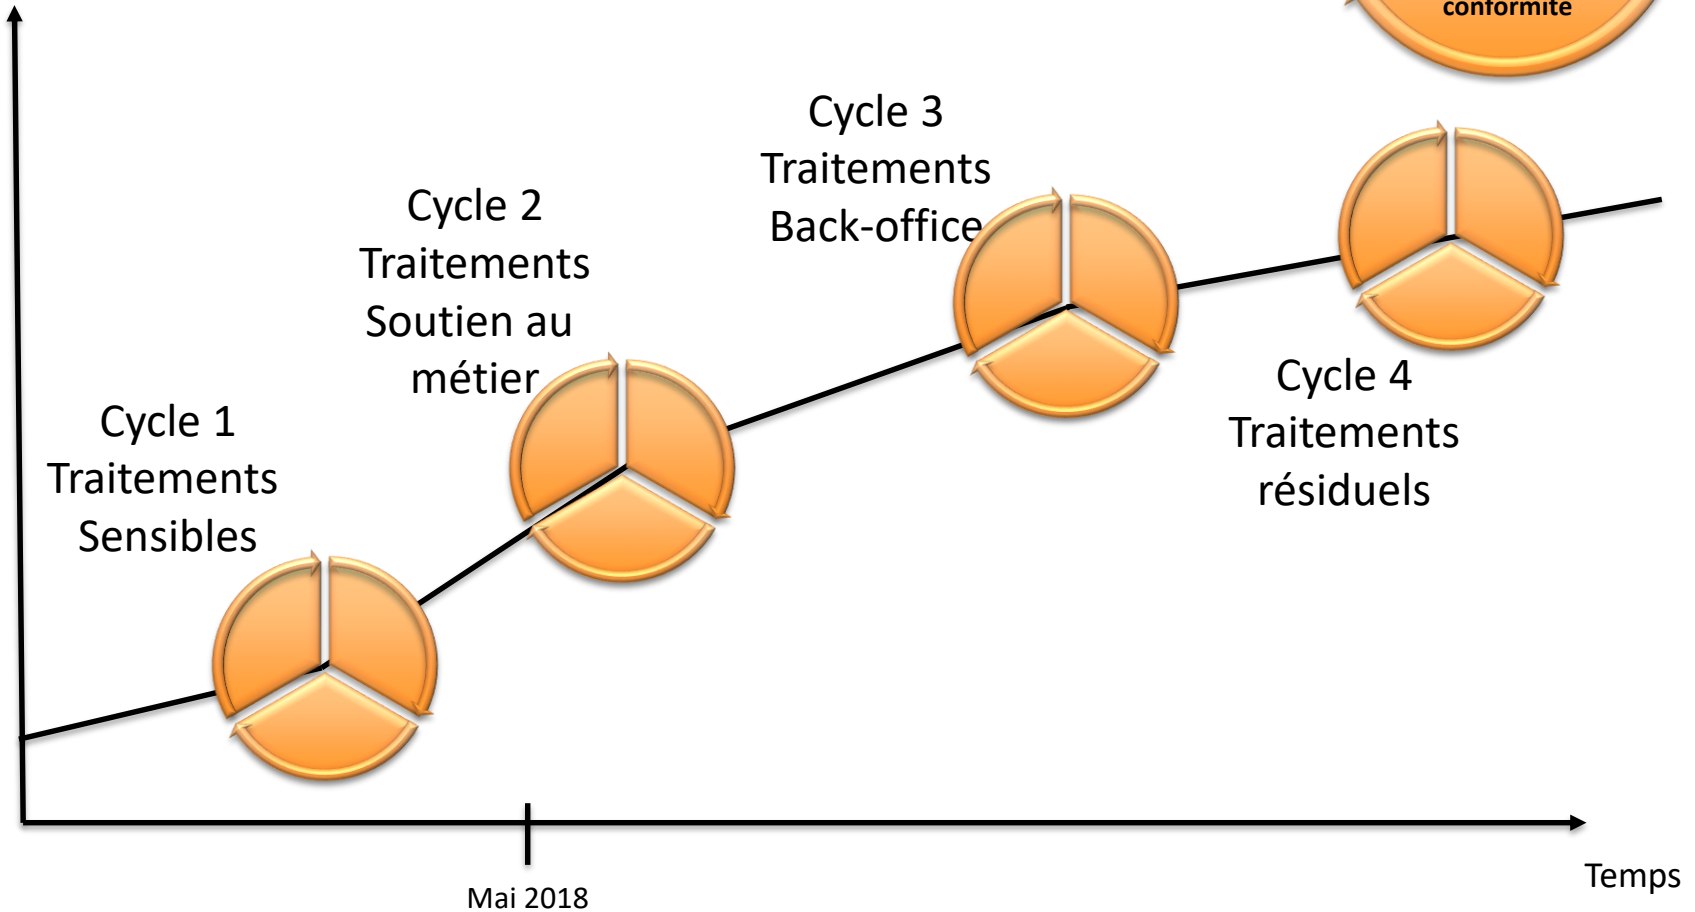 conformité
Cycle 3
Traitements
Back-office
Cycle 2
Traitements
Soutien au
métier
Cycle 1
Traitements
Sensibles
Cycle 4
Traitements
résiduels
Mai 2018
Temps